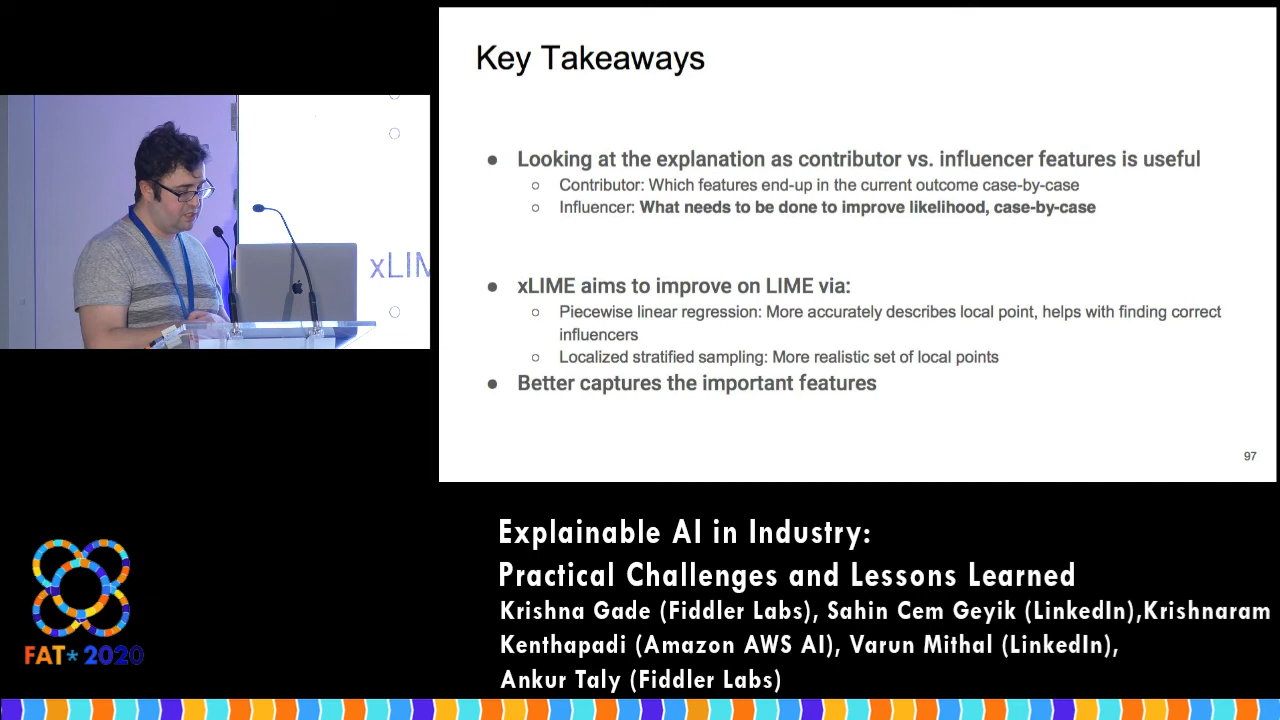 Key Takeaways
● Looking at the explanation as contributor vs. influencer features is useful
○ Contributor: Which features end-up in the current outcome case-by-case
○ Influencer: What needs to be done to improve likelihood, case-by-case
● xLIME aims to improve on LIME via:
○ Piecewise linear regression: More accurately describes local point, helps with finding correct
influencers
○ Localized stratified sampling: More realistic set of local points
● Better captures the important features
97
xLIM
Explainable AI in Industry:
Practical Challenges and Lessons Learned
Krishna Gade (Fiddler Labs), Sahin Cem Geyik (LinkedIn),Krishnaram
Kenthapadi (Amazon AWS AI), Varun Mithal (LinkedIn),
Ankur Taly (Fiddler Labs)
FAT* 2020